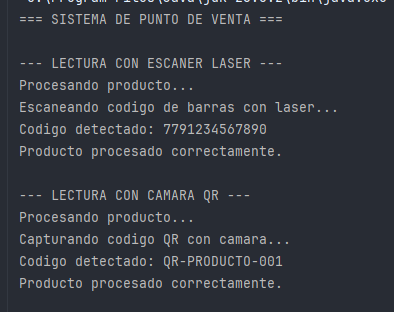 === SISTEMA DE PUNTO DE VENTA ===
--- LECTURA CON ESCANER LASER ---
Procesando producto...
Escaneando codigo de barras con laser...
Codigo detectado: 7791234567890
Producto procesado correctamente.
--- LECTURA CON CAMARA QR ---
Procesando producto...
Capturando codigo QR con camara...
Codigo detectado: QR-PRODUCTO-001
Producto procesado correctamente.